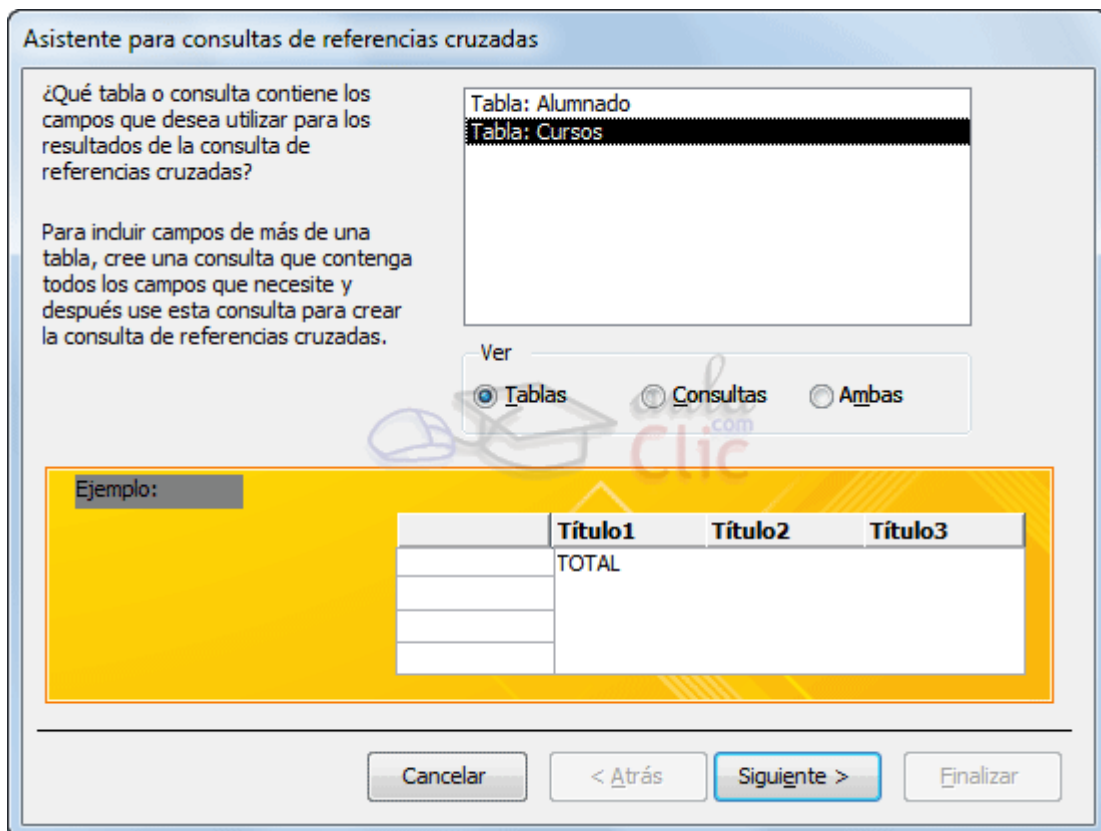 Asistente para consultas de referencias cruzadas
¿Qué tabla o consulta contiene los
campos que desea utilizar para los
resultados de la consulta de
referencias cruzadas?
Para incluir campos de más de una
tabla, cree una consulta que contenga
todos los campos que necesite y
después use esta consulta para crear
la consulta de referencias cruzadas.
Tabla: Alumnado
Tabla: Cursos
Ver
Tablas Consultas Ambas
aula
.com
Clic
Ejemplo:
Título1 Título2 Título3
TOTAL
Cancelar < Atrás Siguiente > Finalizar